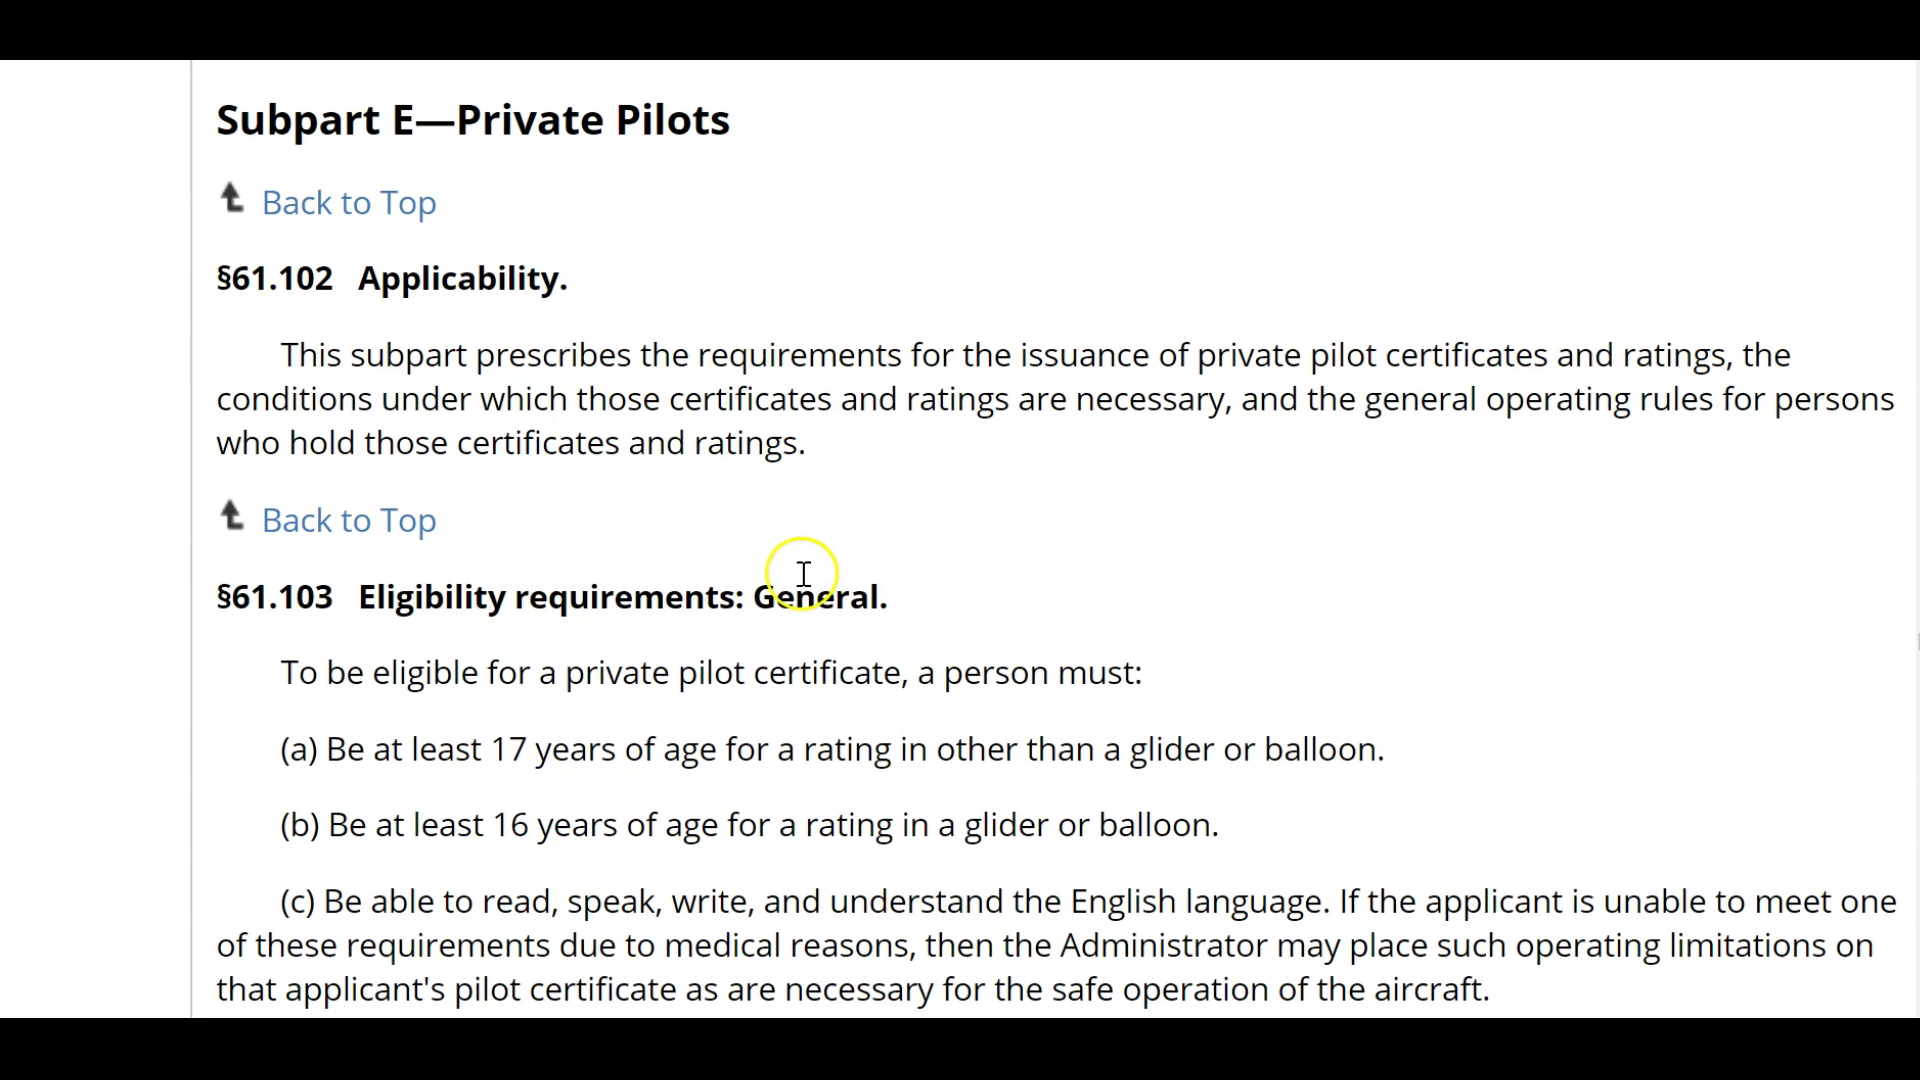 Subpart E—Private Pilots
Back to Top
§61.102 Applicability.
This subpart prescribes the requirements for the issuance of private pilot certificates and ratings, the
conditions under which those certificates and ratings are necessary, and the general operating rules for persons
who hold those certificates and ratings.
Back to Top
§61.103 Eligibility requirements: General.
To be eligible for a private pilot certificate, a person must:
(a) Be at least 17 years of age for a rating in other than a glider or balloon.
(b) Be at least 16 years of age for a rating in a glider or balloon.
(c) Be able to read, speak, write, and understand the English language. If the applicant is unable to meet one
of these requirements due to medical reasons, then the Administrator may place such operating limitations on
that applicant's pilot certificate as are necessary for the safe operation of the aircraft.